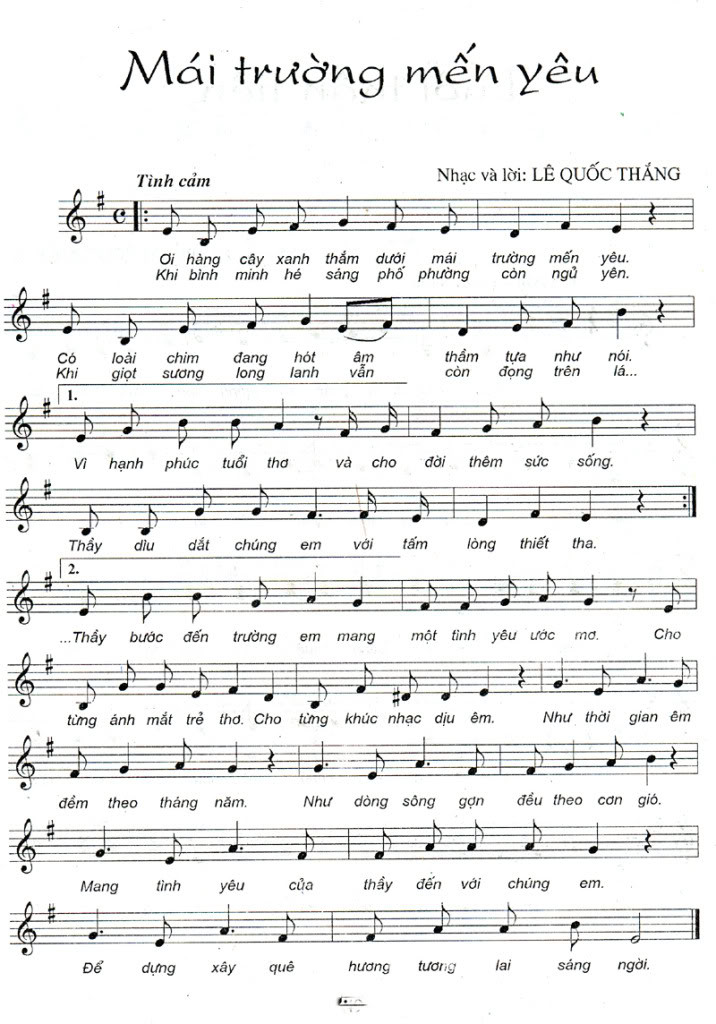 Mái trường mến yêu
Tình cảm
Nhạc và lời: LÊ QUỐC THẮNG
Ơi hàng cây xanh thắm dưới mái trường mến yêu.
Khi bình minh hé sáng phố phường còn ngủ yên.
Có loài chim đang hót âm thầm tựa như nói.
Khi giọt sương long lanh vẫn còn đọng trên lá...
1.
Vì hạnh phúc tuổi thơ và cho đời thêm sức sống.
Thầy dìu dắt chúng em với tấm lòng thiết tha.
2.
...Thầy bước đến trường em mang một tình yêu ước mơ. Cho
từng ánh mắt trẻ thơ. Cho từng khúc nhạc dịu êm. Như thời gian êm
đềm theo tháng năm. Như dòng sông gợn đều theo cơn gió.
Mang tình yêu của thầy đến với chúng em.
Để dựng xây quê hương tương lai sáng ngời.